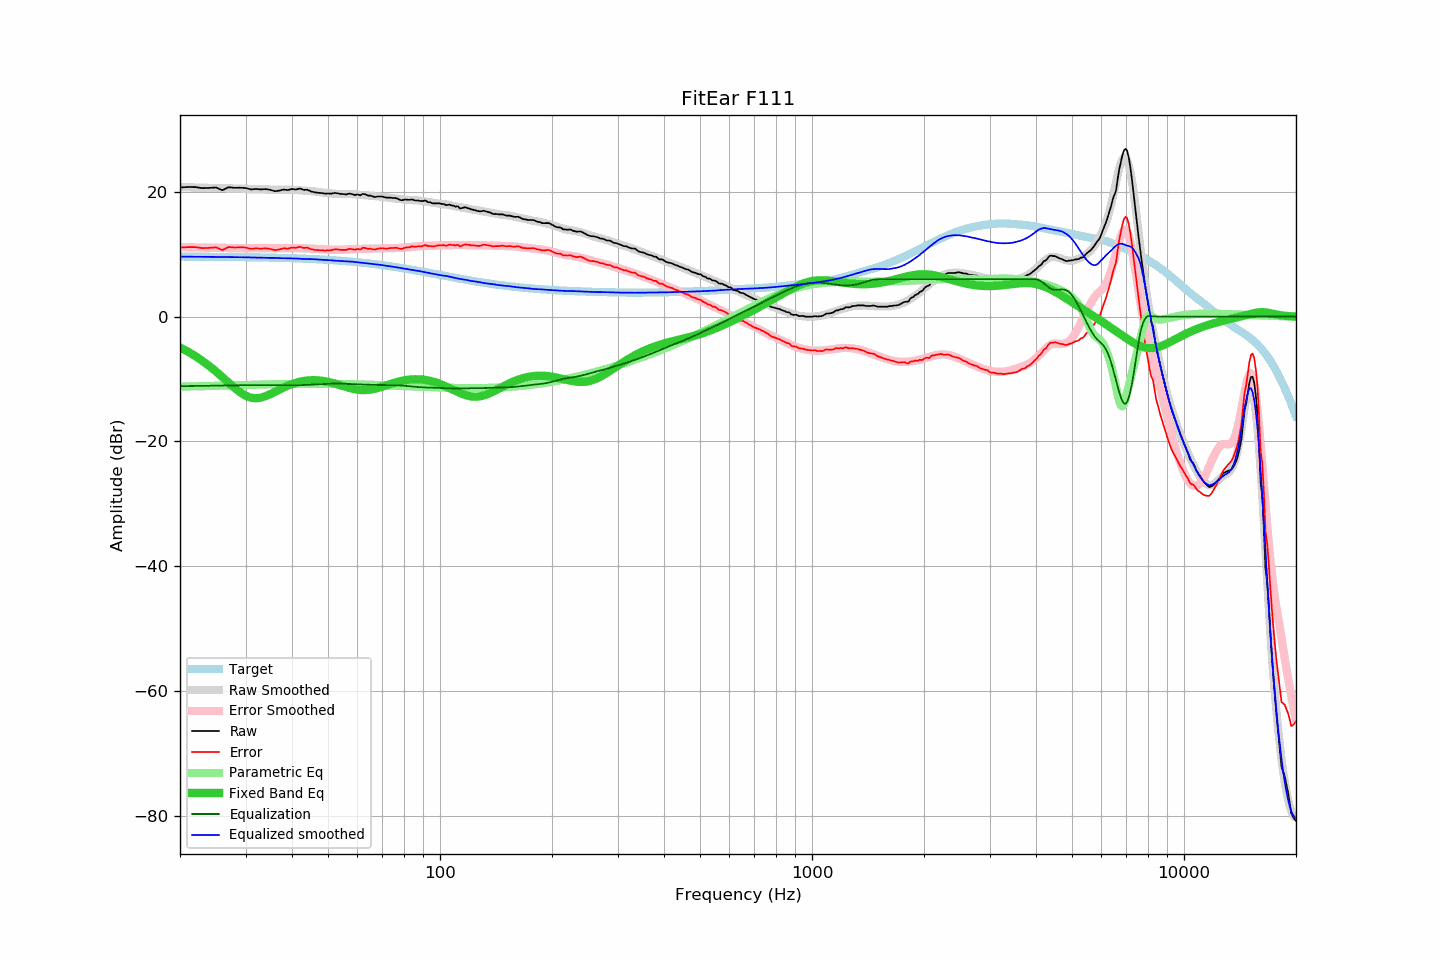 FitEar F111
Amplitude (dBr)
20
0
−20
−40
−60
−80
Target
Raw Smoothed
Error Smoothed
Raw
Error
Parametric Eq
Fixed Band Eq
Equalization
Equalized smoothed
100
1000
10000
Frequency (Hz)